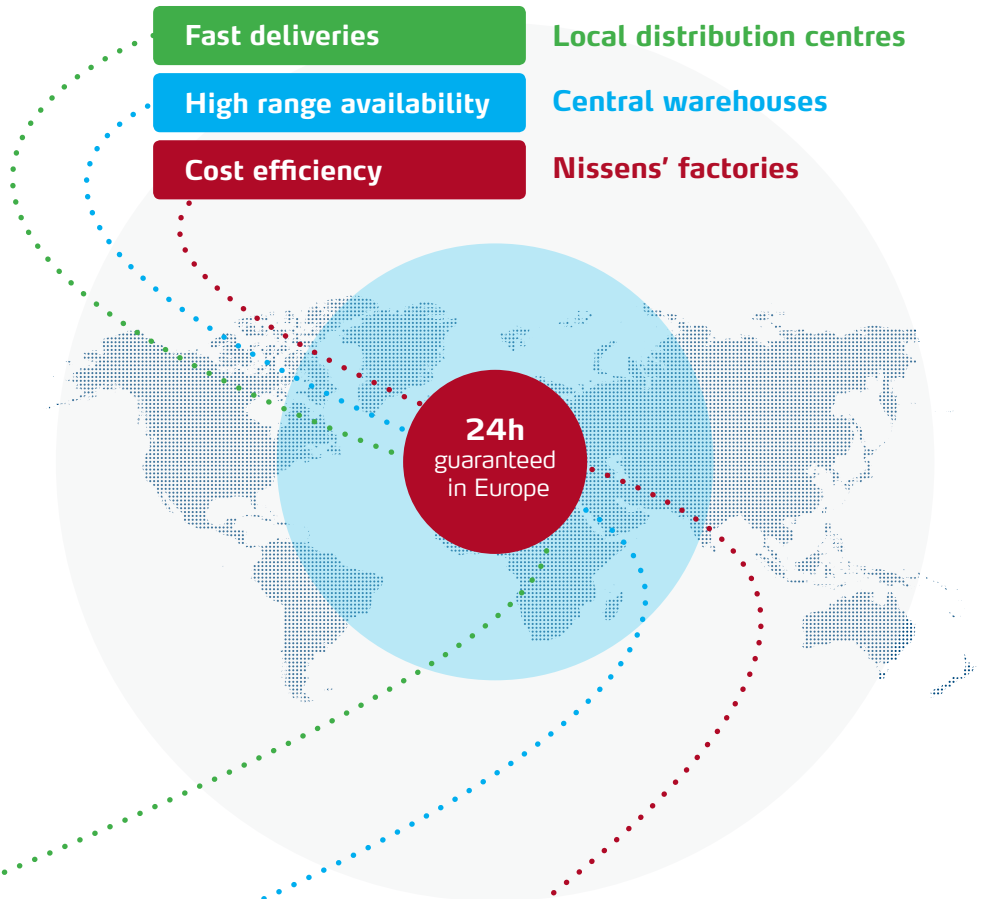 Fast deliveries
Local distribution centres
High range availability
Central warehouses
Cost efficiency
Nissens’ factories
24h
guaranteed
in Europe